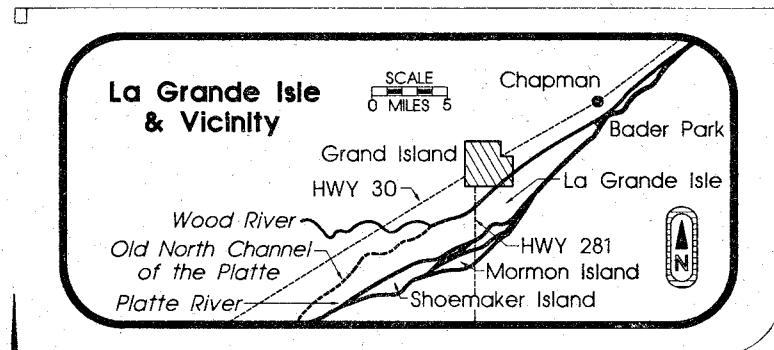 La Grande Isle
& Vicinity
SCALE
0 MILES 5
Chapman
Bader Park
Grand Island
La Grande Isle
HWY 30
Wood River
HWY 281
Old North Channel
of the Platte
Mormon Island
Platte River
Shoemaker Island
N